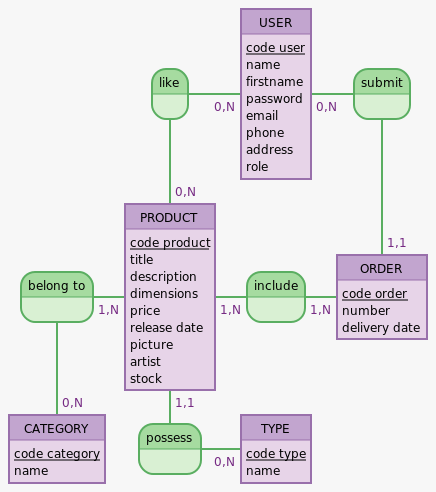 USER
code user
name
firstname
password
email
phone
address
role
like
submit
0,N
0,N
0,N
1,1
PRODUCT
code product
title
description
dimensions
price
release date
picture
artist
stock
ORDER
code order
number
delivery date
belong to
include
1,N
1,N
1,N
0,N
1,1
CATEGORY
code category
name
possess
0,N
TYPE
code type
name